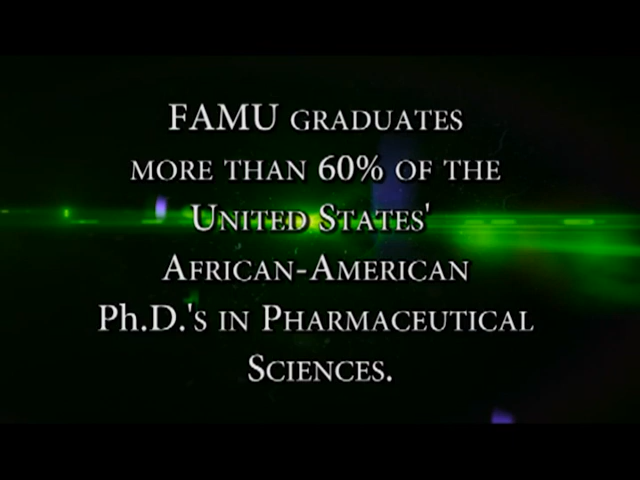 FAMU GRADUATES
MORE THAN 60% OF THE
UNITED STATES'
AFRICAN-AMERICAN
Ph.D.'S IN PHARMACEUTICAL
SCIENCES.